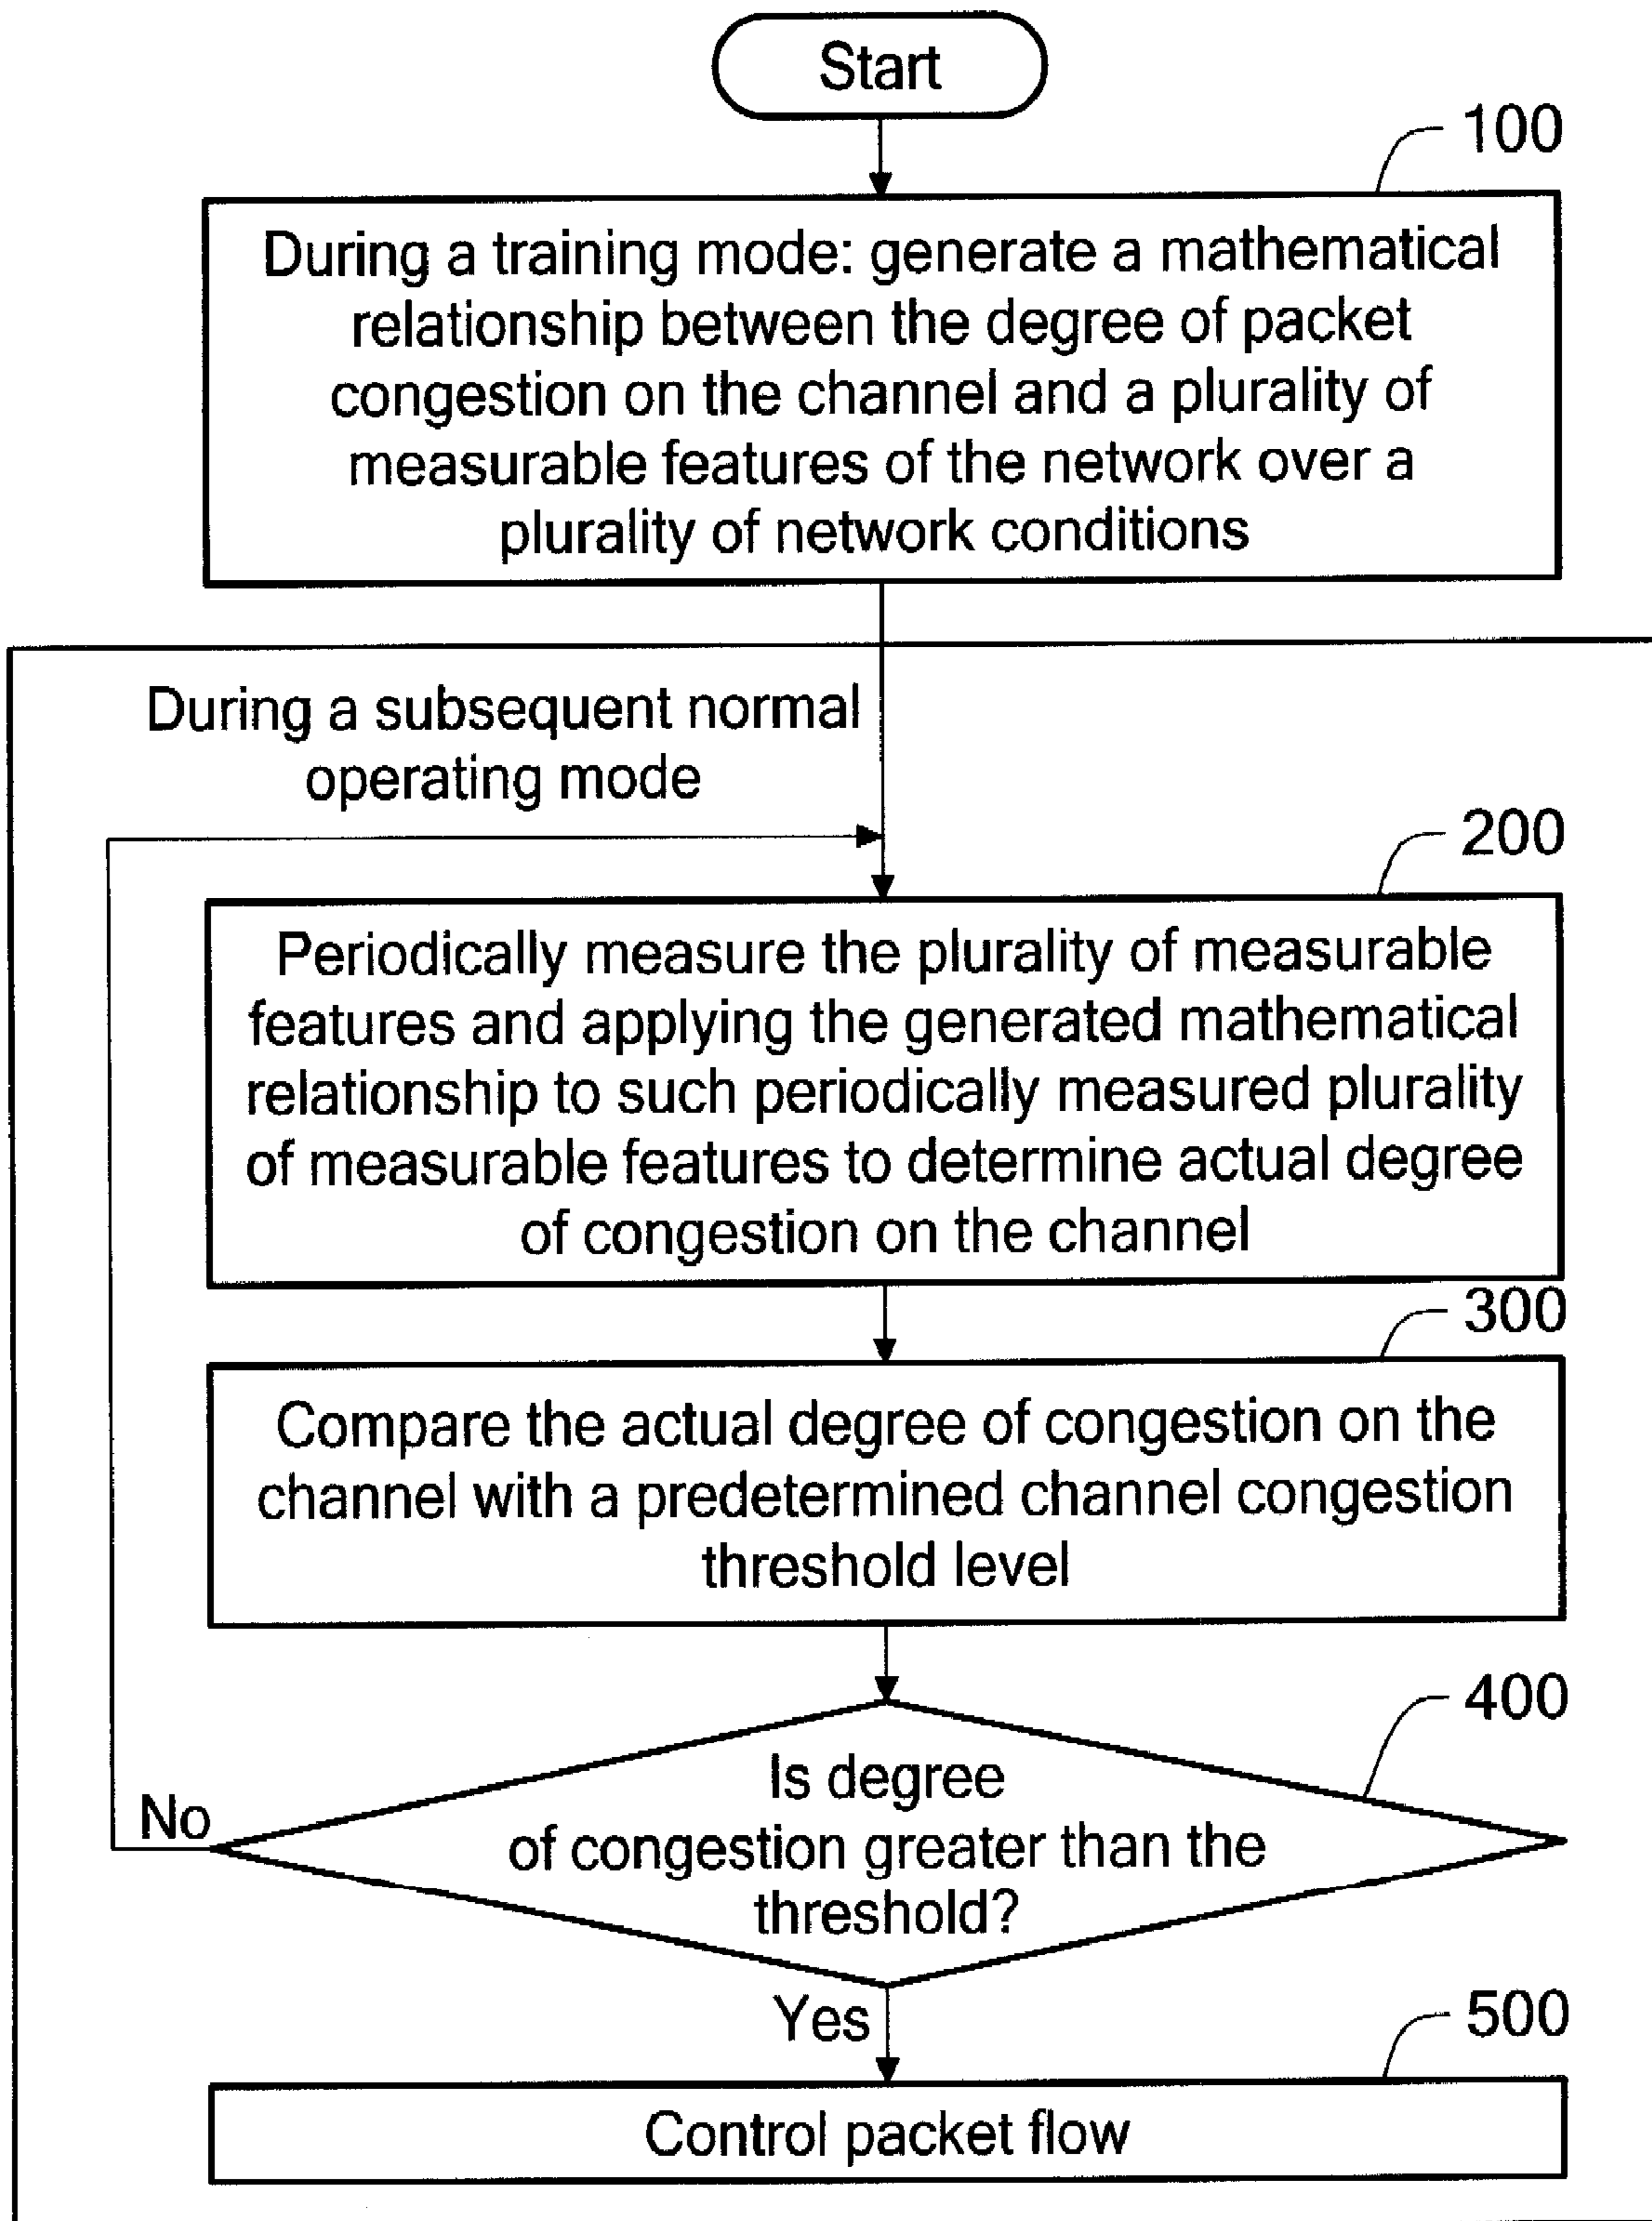 Start
100
During a training mode: generate a mathematical
relationship between the degree of packet
congestion on the channel and a plurality of
measurable features of the network over a
plurality of network conditions
During a subsequent normal
operating mode
200
Periodically measure the plurality of measurable
features and applying the generated mathematical
relationship to such periodically measured plurality
of measurable features to determine actual degree
of congestion on the channel
300
Compare the actual degree of congestion on the
channel with a predetermined channel congestion
threshold level
400
Is degree
of congestion greater than the
threshold?
No
Yes
500
Control packet flow